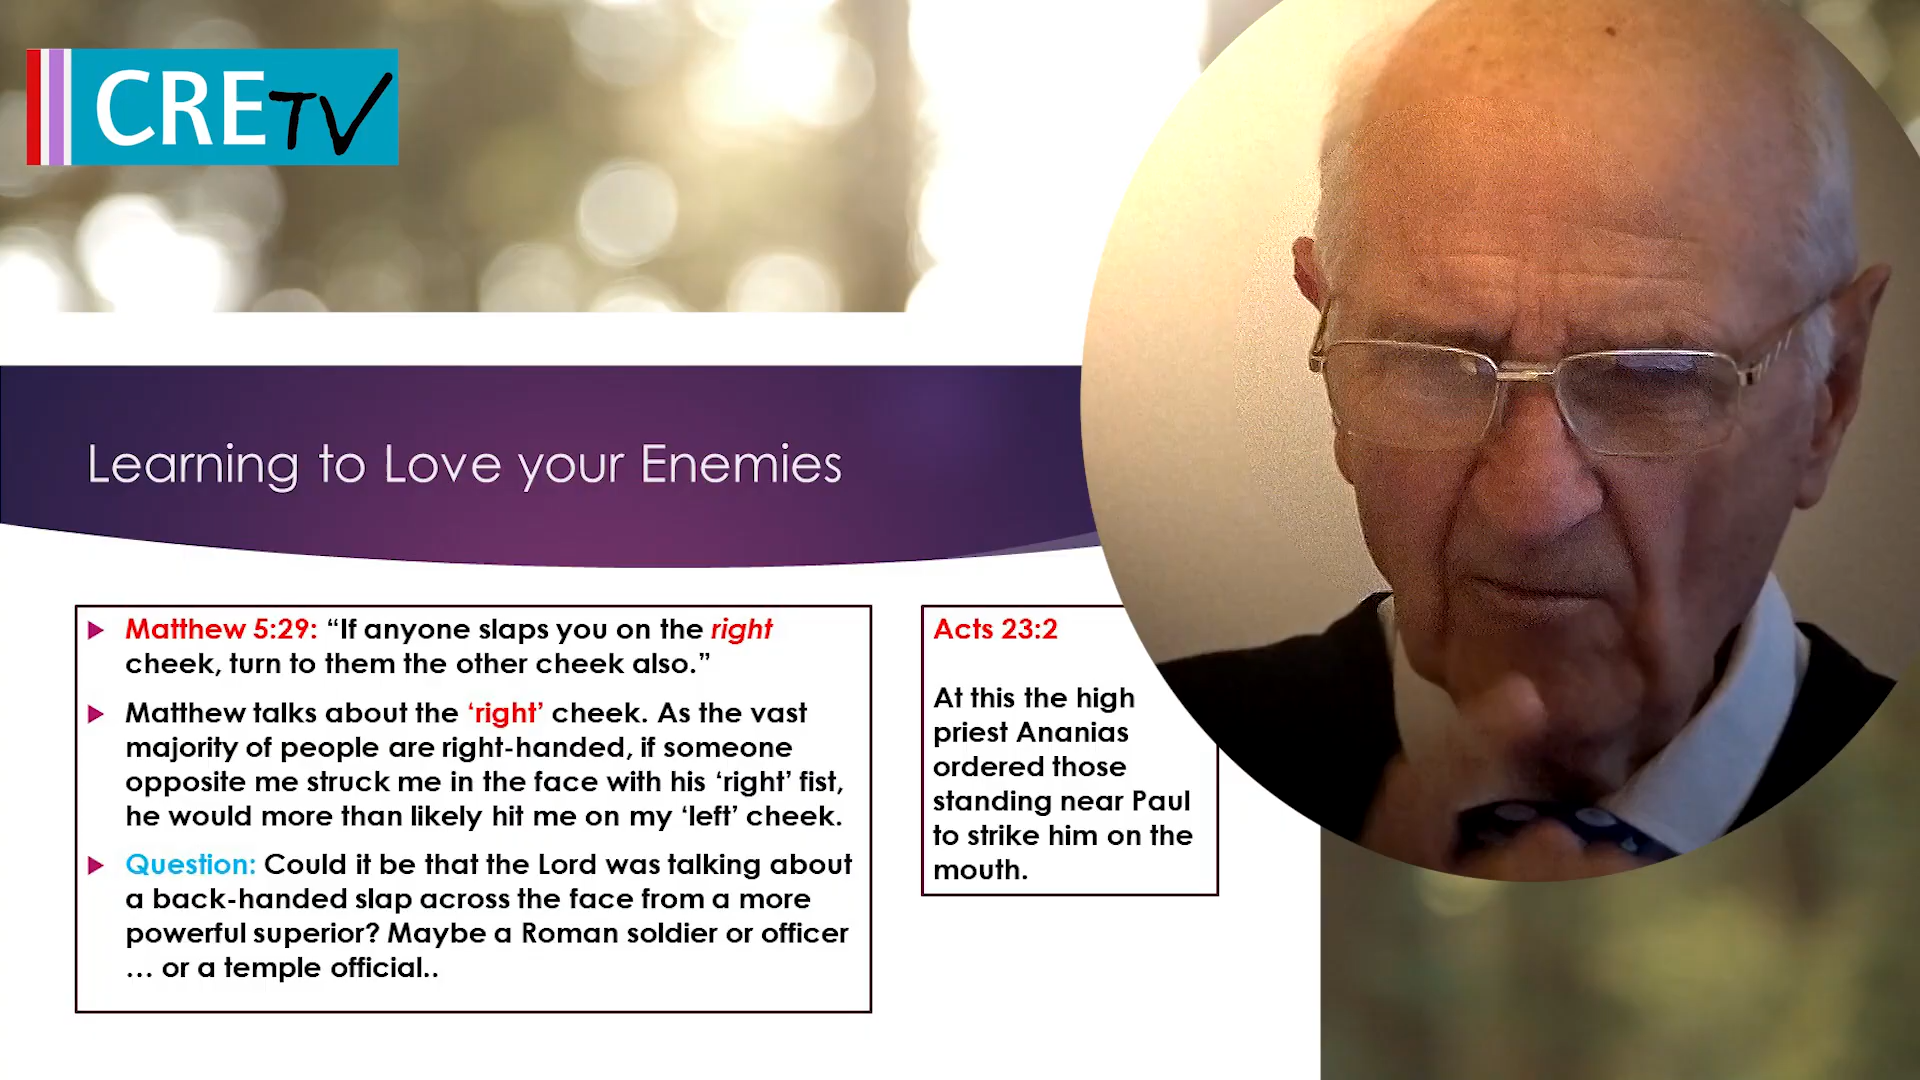 CRE TV
Learning to Love your Enemies
Matthew 5:29: “If anyone slaps you on the right
cheek, turn to them the other cheek also.”
Matthew talks about the ‘right’ cheek. As the vast
majority of people are right-handed, if someone
opposite me struck me in the face with his ‘right’ fist,
he would more than likely hit me on my ‘left’ cheek.
Question: Could it be that the Lord was talking about
a back-handed slap across the face from a more
powerful superior? Maybe a Roman soldier or officer
… or a temple official..
Acts 23:2
At this the high
priest Ananias
ordered those
standing near Paul
to strike him on the
mouth.